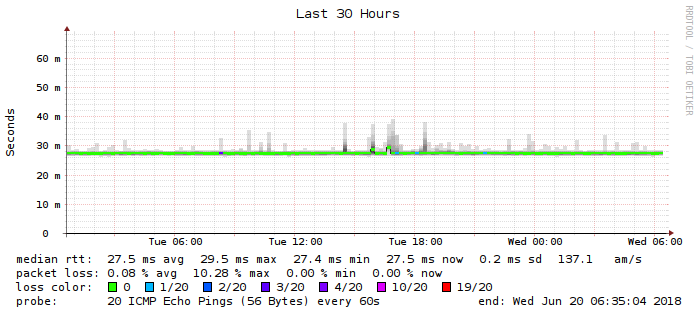 Last 30 Hours
RRDTOOL / TOBI OETIKER
Seconds
60 m
50 m
40 m
30 m
20 m
10 m
0
Tue 06:00 Tue 12:00 Tue 18:00 Wed 00:00 Wed 06:00
median rtt: 27.5 ms avg 29.5 ms max 27.4 ms min 27.5 ms now 0.2 ms sd 137.1 am/s
packet loss: 0.08 % avg 10.28 % max 0.00 % min 0.00 % now
loss color: 0 1/20 2/20 3/20 4/20 10/20 19/20
probe: 20 ICMP Echo Pings (56 Bytes) every 60s end: Wed Jun 20 06:35:04 2018